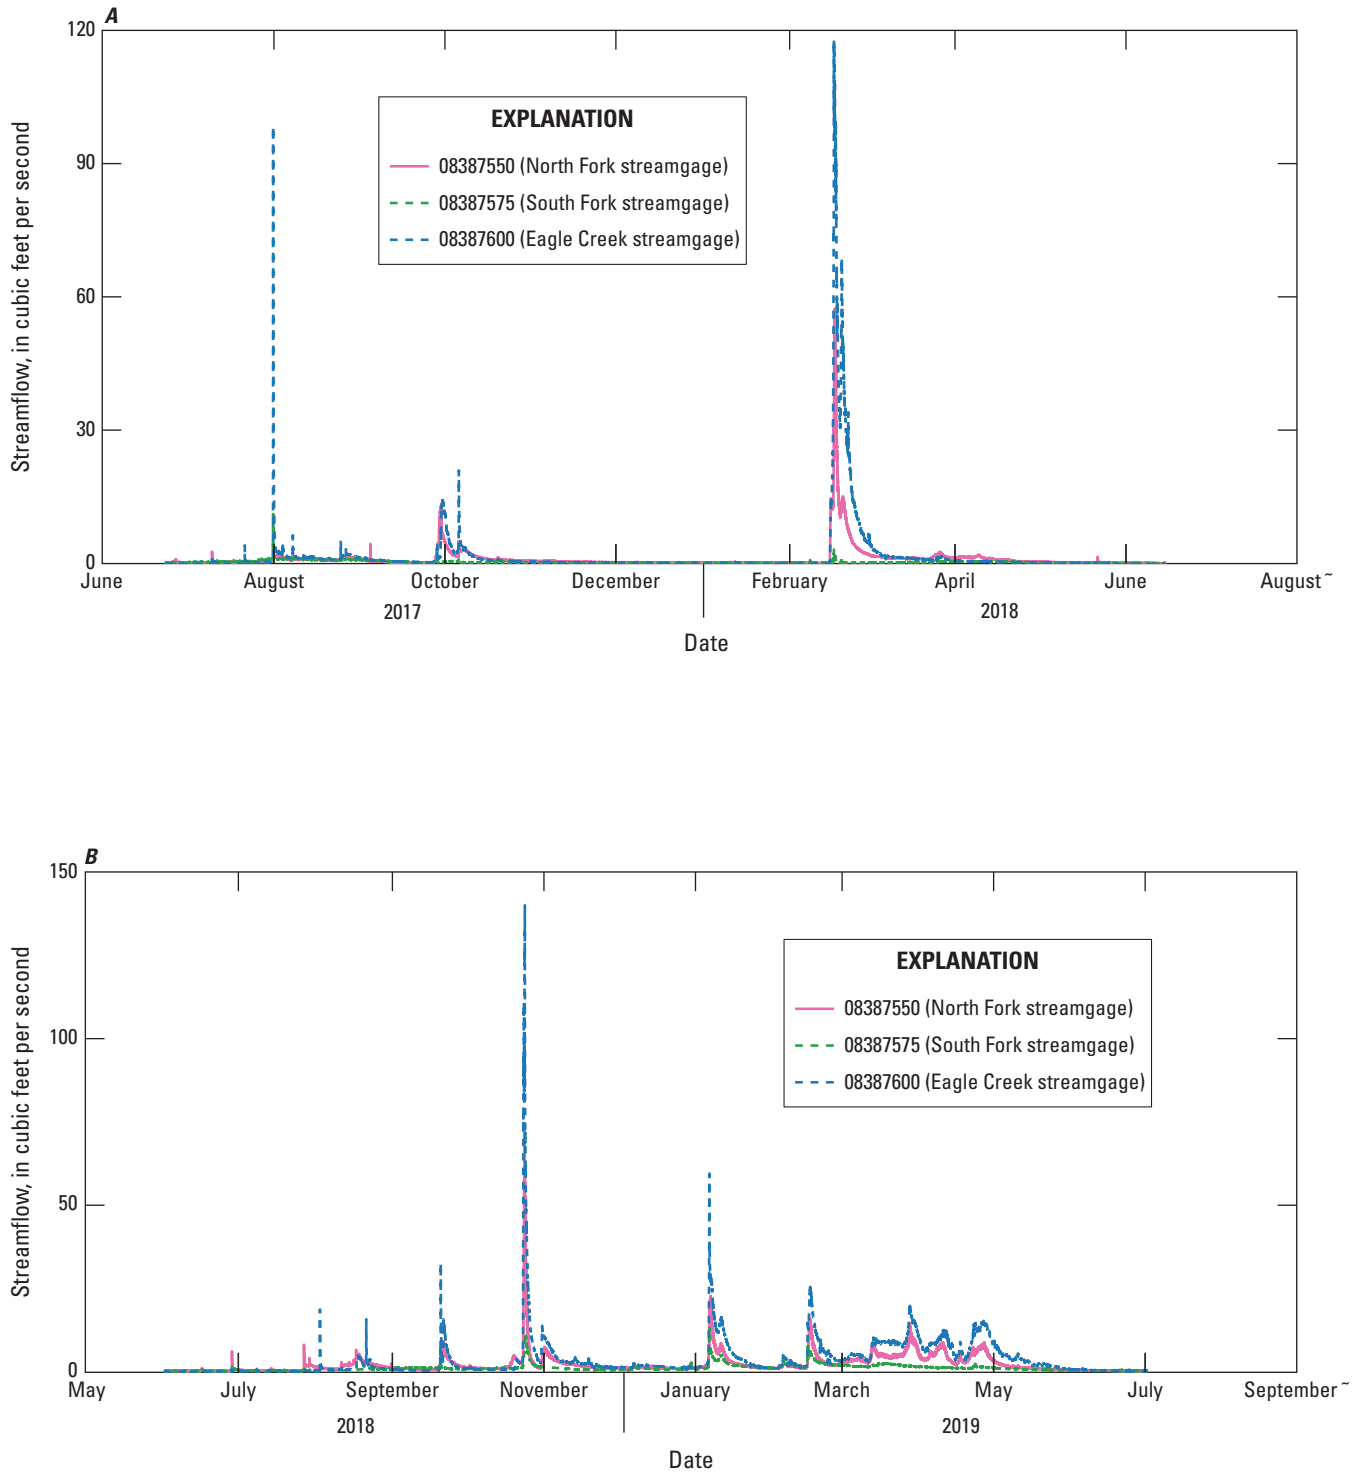 A
120
90
60
30
0
Streamflow, in cubic feet per second
EXPLANATION
08387550 (North Fork streamgage)
08387575 (South Fork streamgage)
08387600 (Eagle Creek streamgage)
June August October December February April June August ~
2017 2018
Date
B
150
100
50
0
Streamflow, in cubic feet per second
EXPLANATION
08387550 (North Fork streamgage)
08387575 (South Fork streamgage)
08387600 (Eagle Creek streamgage)
May July September November January March May July September ~
2018 2019
Date